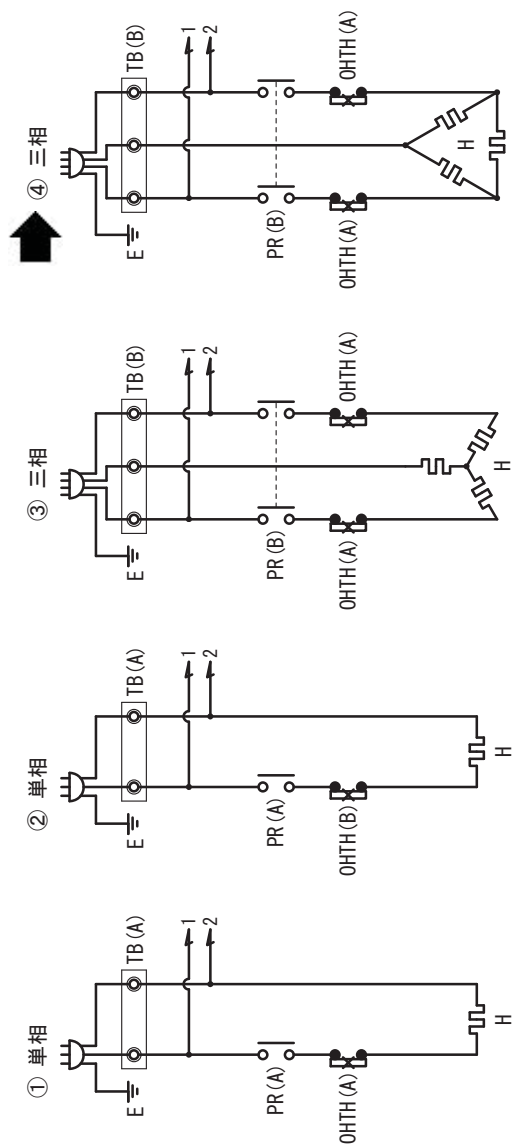 ① 単相
E
TB(A)
1
2
PR(A)
OHTH(A)
H
② 単相
E
TB(A)
1
2
PR(A)
OHTH(B)
H
③ 三相
E
TB(B)
1
2
PR(B)
OHTH(A)
OHTH(A)
H
④ 三相
E
TB(B)
1
2
PR(B)
OHTH(A)
OHTH(A)
H